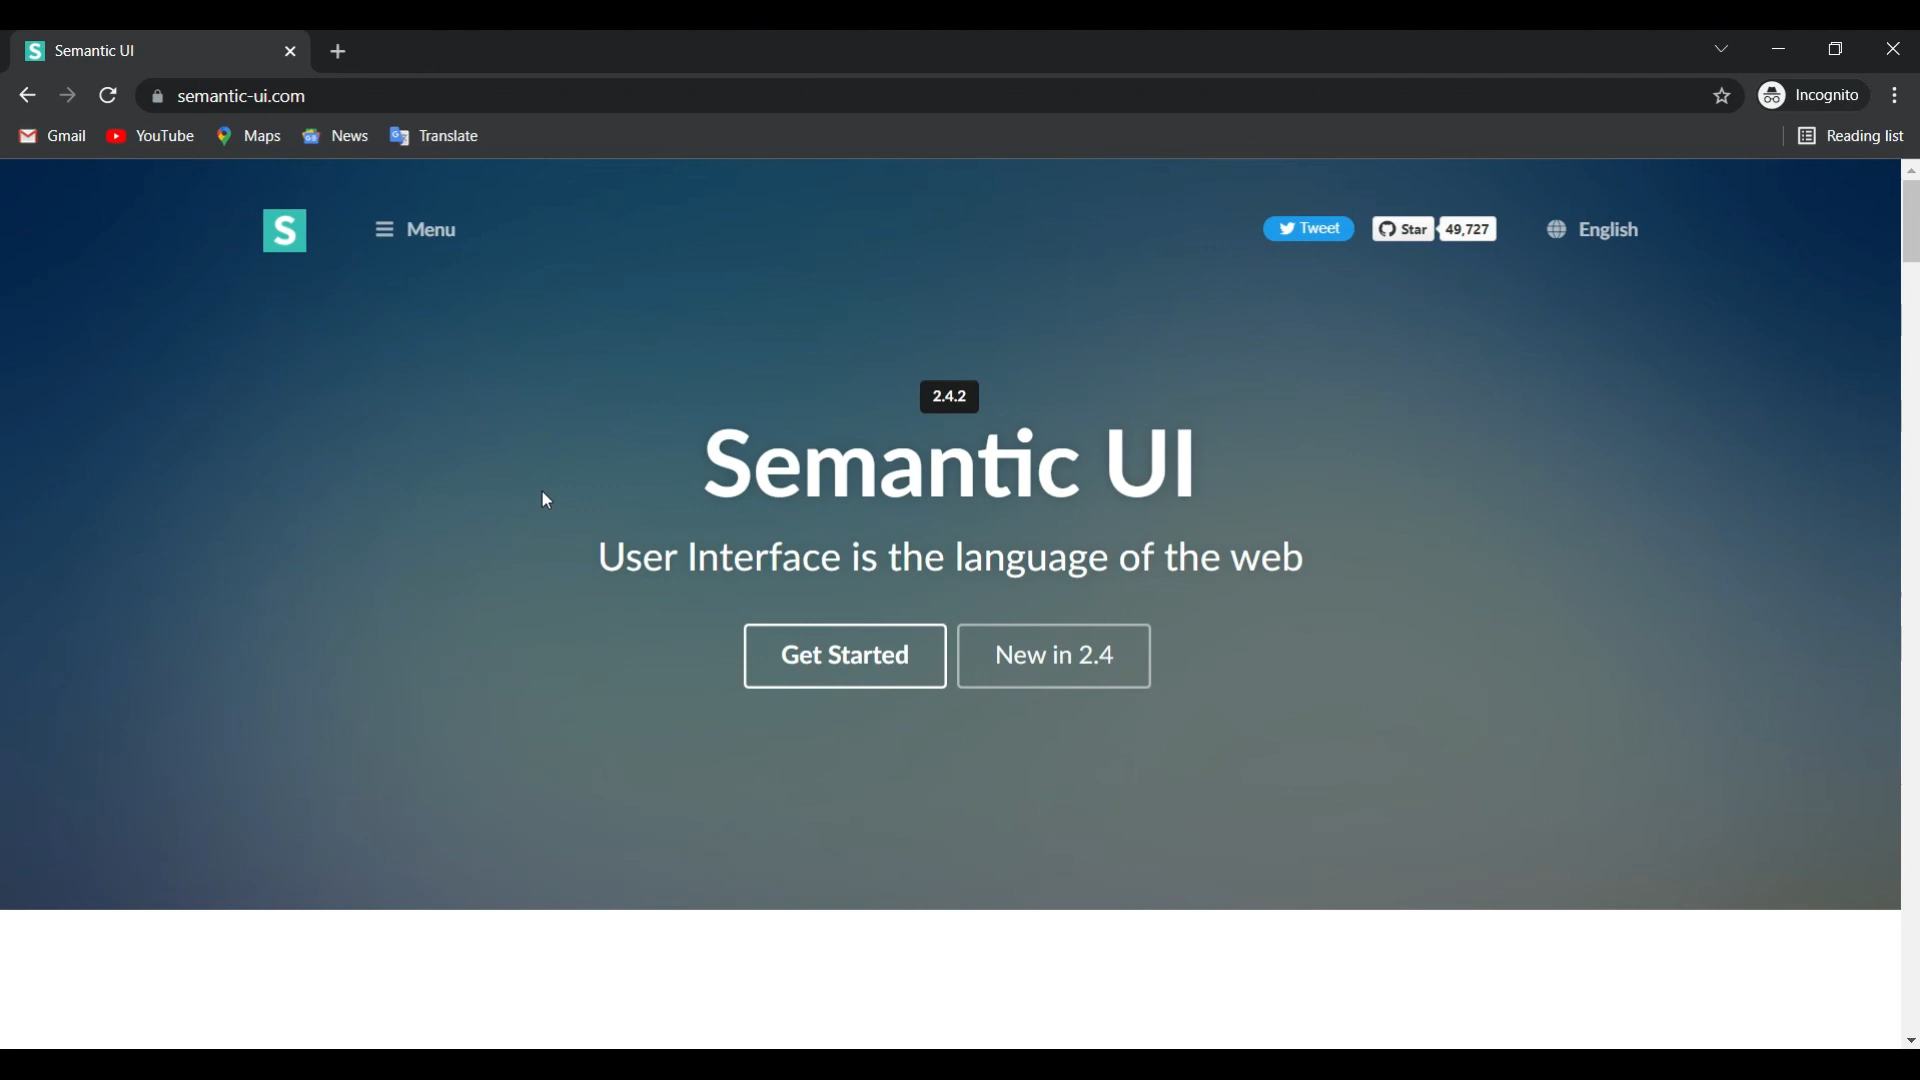 S Semantic UI
semantic-ui.com
Incognito
Gmail YouTube Maps News Translate
Reading list
S Menu
Tweet Star 49,727 English
2.4.2
Semantic UI
User Interface is the language of the web
Get Started New in 2.4